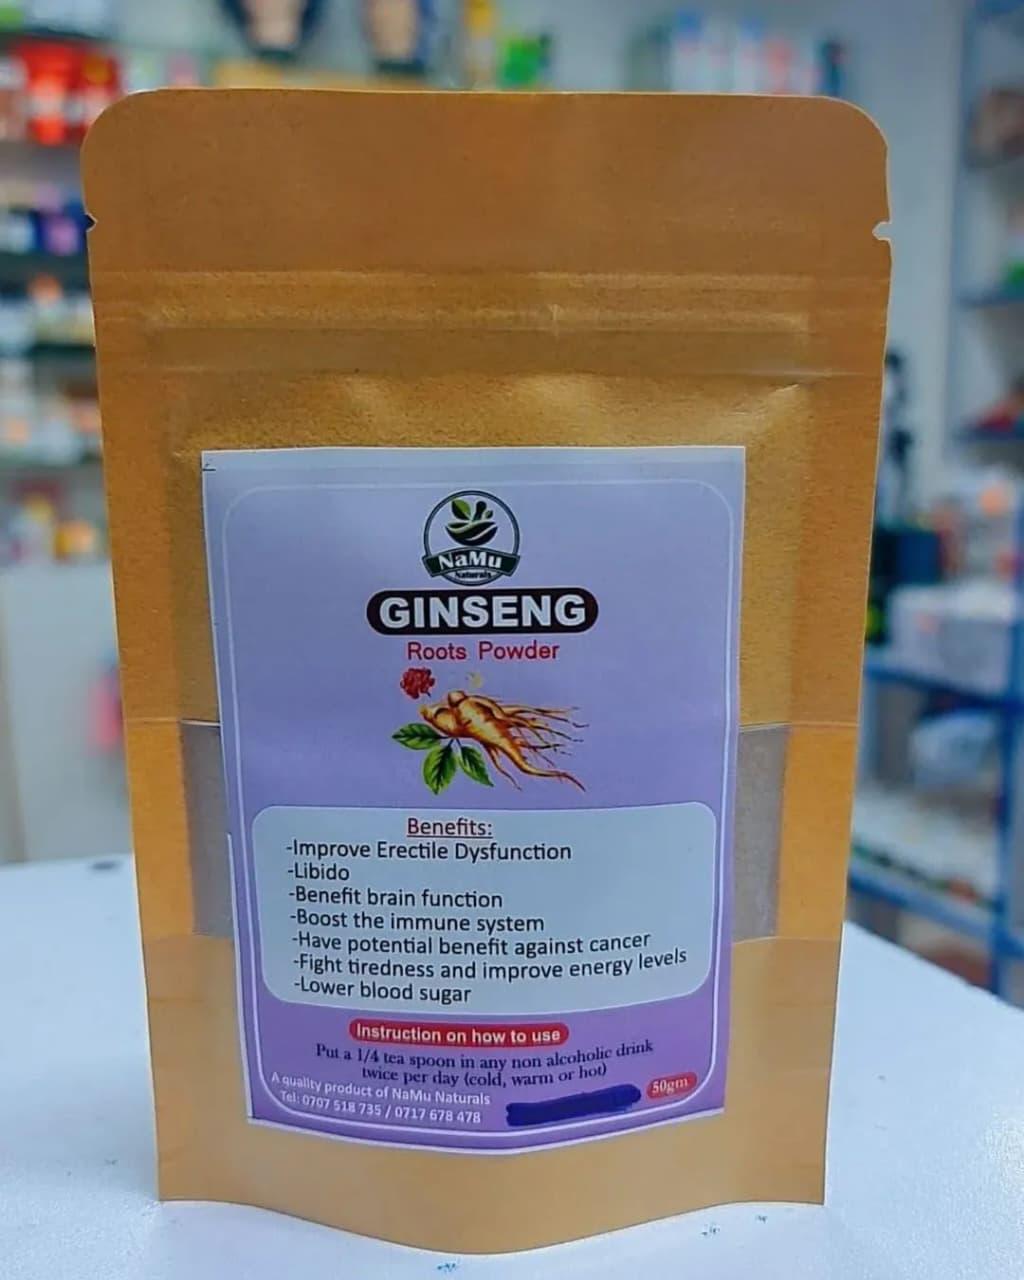 NaMu
Naturals
GINSENG
Roots Powder
Benefits:
-Improve Erectile Dysfunction
-Libido
-Benefit brain function
-Boost the immune system
-Have potential benefit against cancer
-Fight tiredness and improve energy levels
-Lower blood sugar
Instruction on how to use
Put a 1/4 tea spoon in any non alcoholic drink
twice per day (cold, warm or hot)
A quality product of NaMu Naturals
Tel: 0707 518 735 / 0717 678 478
50gm